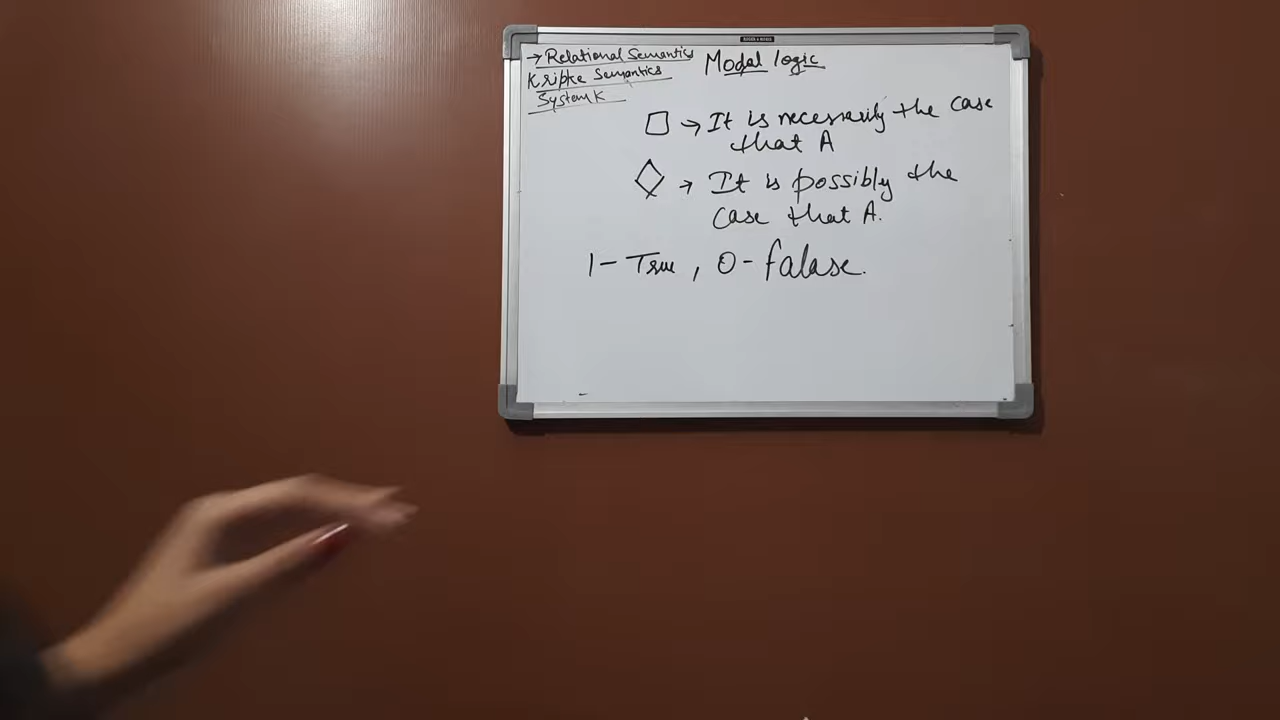 → Relational Semantics
Kripke Semantics
System K
Modal logic
□ → It is necessarily the case
that A
◇ → It is possibly the
case that A.
1 - True, 0 - falase.